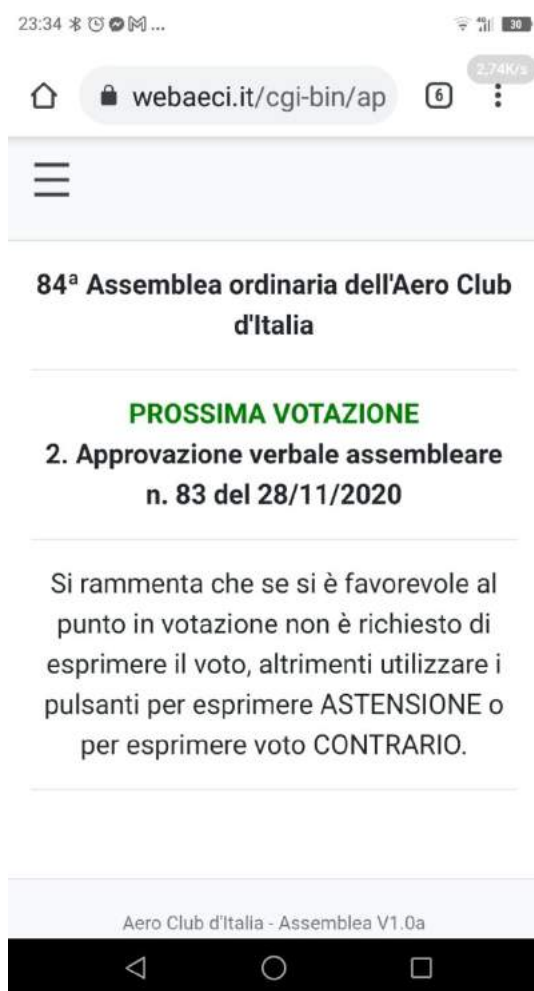 23:34 ...
4G 30
2,74K/s
webaeci.it/cgi-bin/ap 6
84ª Assemblea ordinaria dell'Aero Club
d'Italia
PROSSIMA VOTAZIONE
2. Approvazione verbale assembleare
n. 83 del 28/11/2020
Si rammenta che se si è favorevole al
punto in votazione non è richiesto di
esprimere il voto, altrimenti utilizzare i
pulsanti per esprimere ASTENSIONE o
per esprimere voto CONTRARIO.
Aero Club d'Italia - Assemblea V1.0a